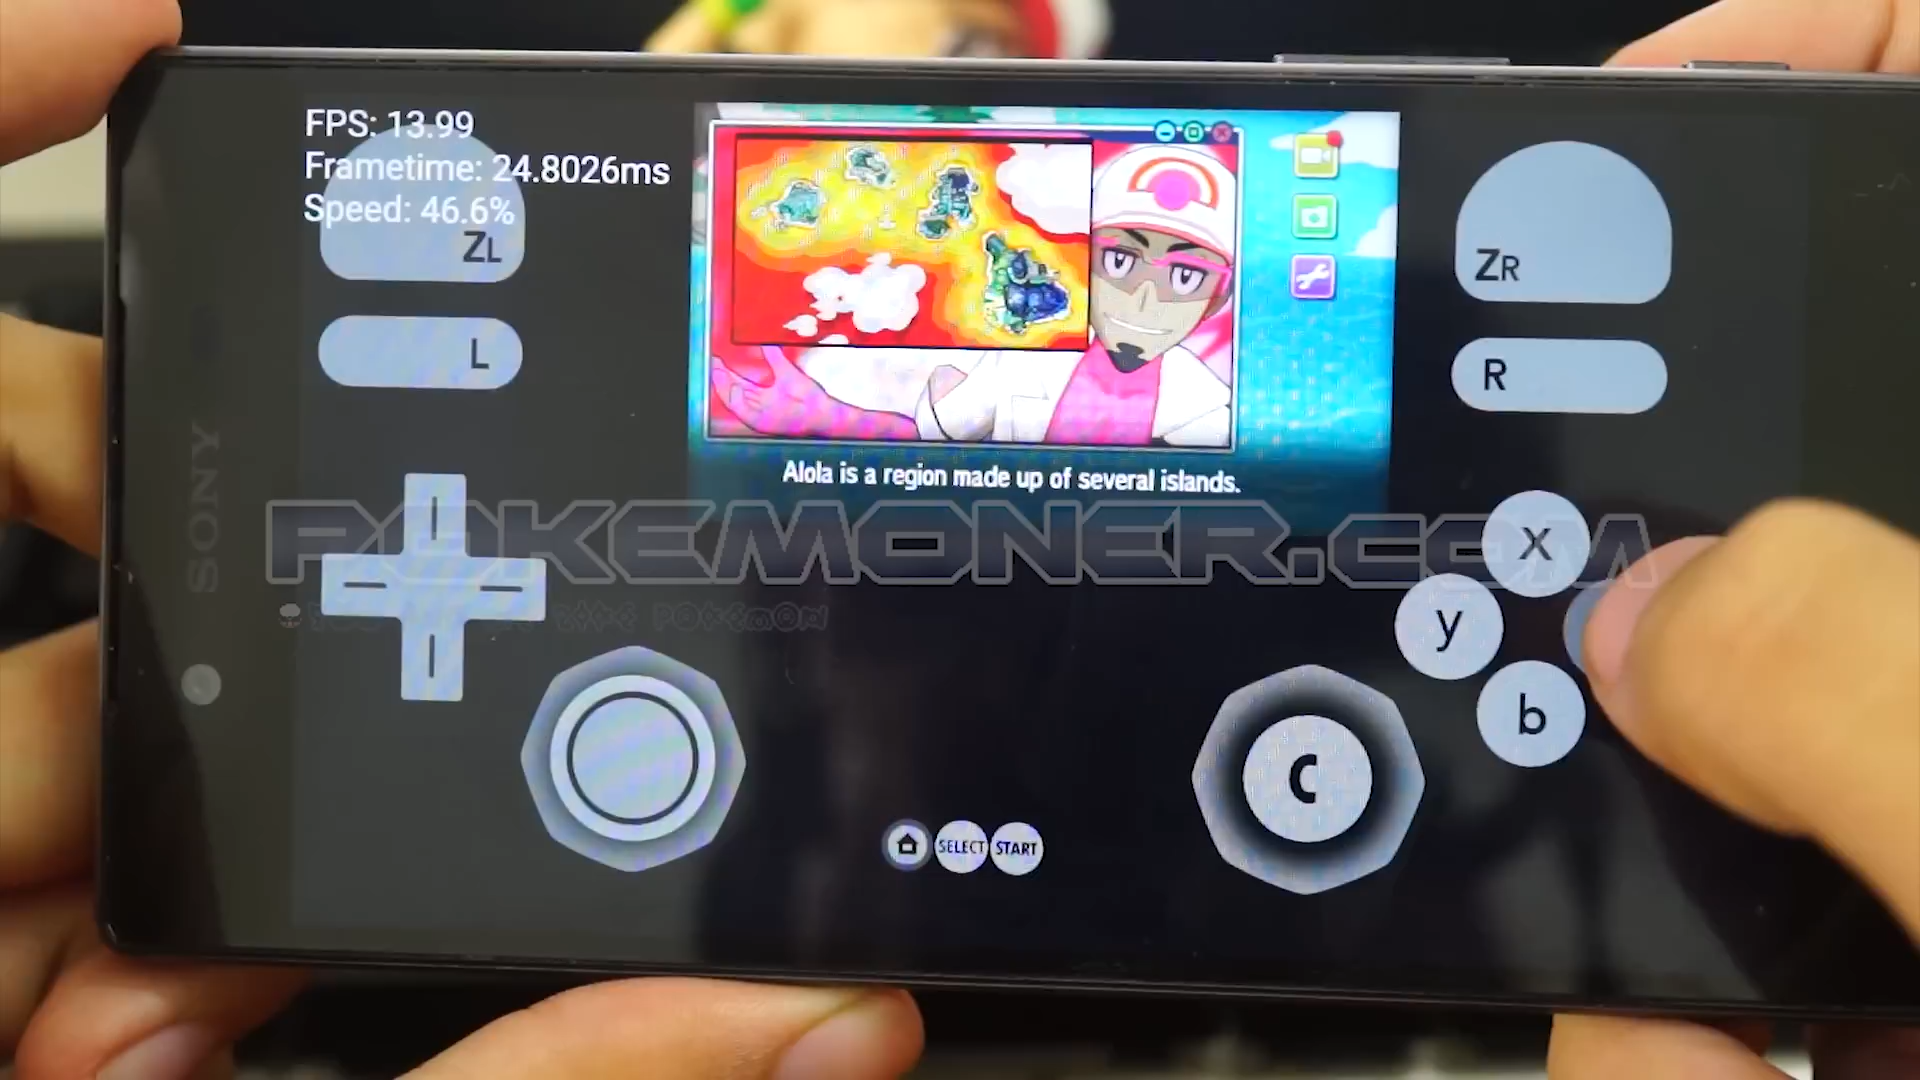 FPS: 13.99
Frametime: 24.8026ms
Speed: 46.6%
ZL
L
ZR
R
Alola is a region made up of several islands.
POKEMONER.COM
POKéMON
SONY
x
y
b
C
SELECT
START